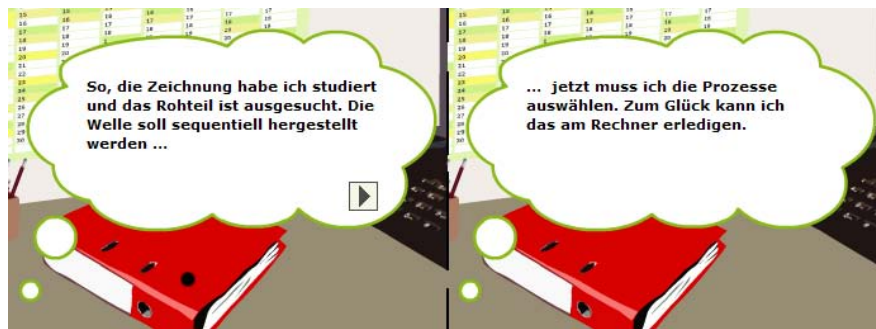 So, die Zeichnung habe ich studiert
und das Rohteil ist ausgesucht. Die
Welle soll sequentiell hergestellt
werden ...
... jetzt muss ich die Prozesse
auswählen. Zum Glück kann ich
das am Rechner erledigen.